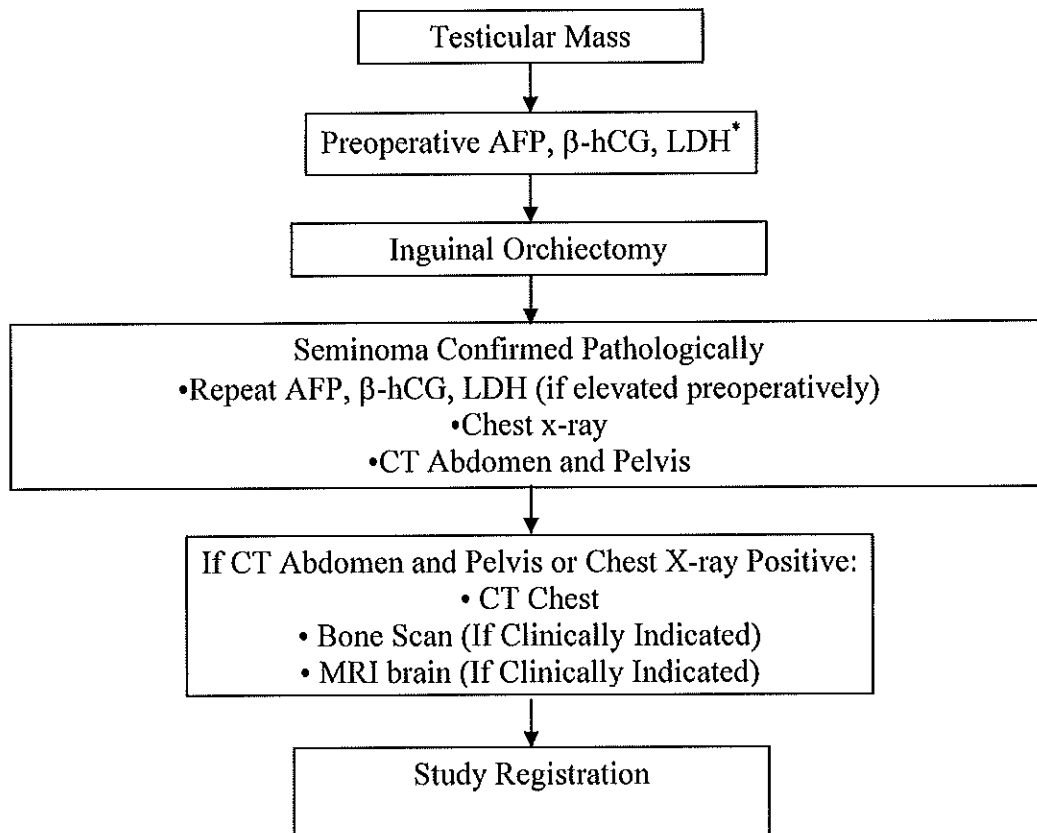 Testicular Mass
Preoperative AFP, β-hCG, LDH*
Inguinal Orchiectomy
Seminoma Confirmed Pathologically
•Repeat AFP, β-hCG, LDH (if elevated preoperatively)
•Chest x-ray
•CT Abdomen and Pelvis
If CT Abdomen and Pelvis or Chest X-ray Positive:
• CT Chest
• Bone Scan (If Clinically Indicated)
• MRI brain (If Clinically Indicated)
Study Registration